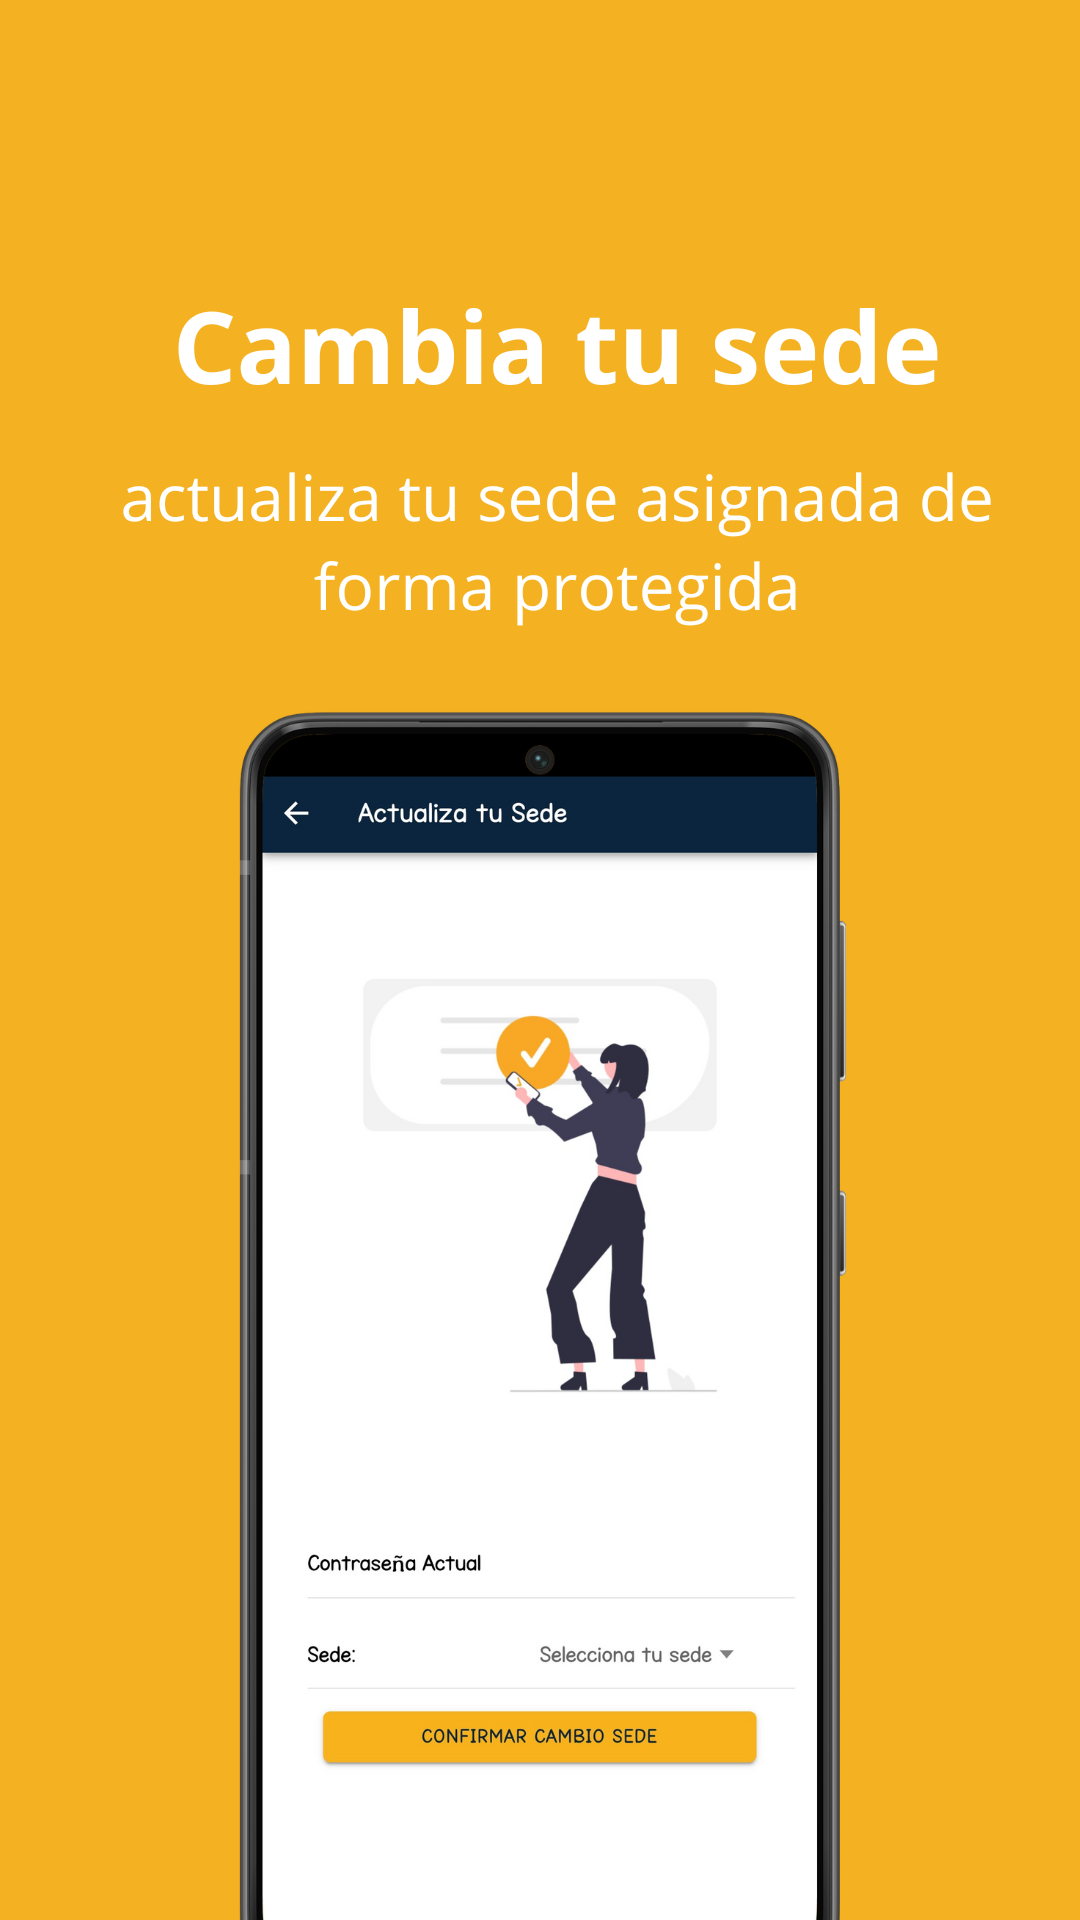 Cambia tu sede
actualiza tu sede asignada de
forma protegida
Actualiza tu Sede
Contraseña Actual
Sede:
Selecciona tu sede
CONFIRMAR CAMBIO SEDE